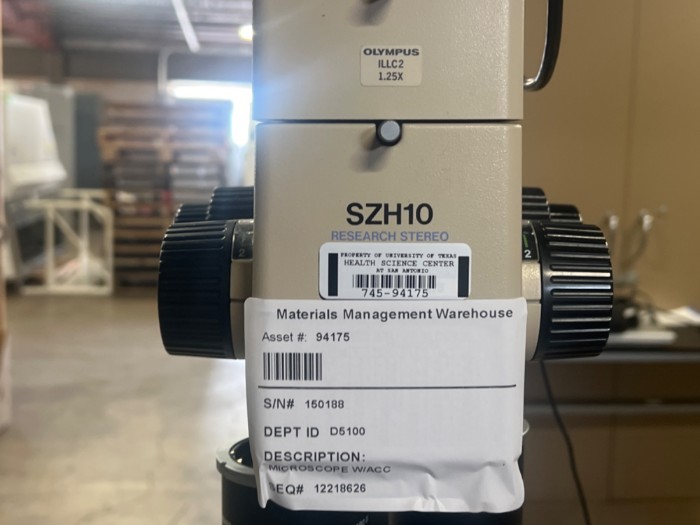 OLYMPUS
ILLC2
1.25X
SZH10
RESEARCH STEREO
PROPERTY OF UNIVERSITY OF TEXAS
HEALTH SCIENCE CENTER
AT SAN ANTONIO
745-94175
Materials Management Warehouse
Asset #: 94175
S/N# 150188
DEPT ID D5100
DESCRIPTION:
MICROSCOPE W/ACC
SEQ# 12218626
2
2